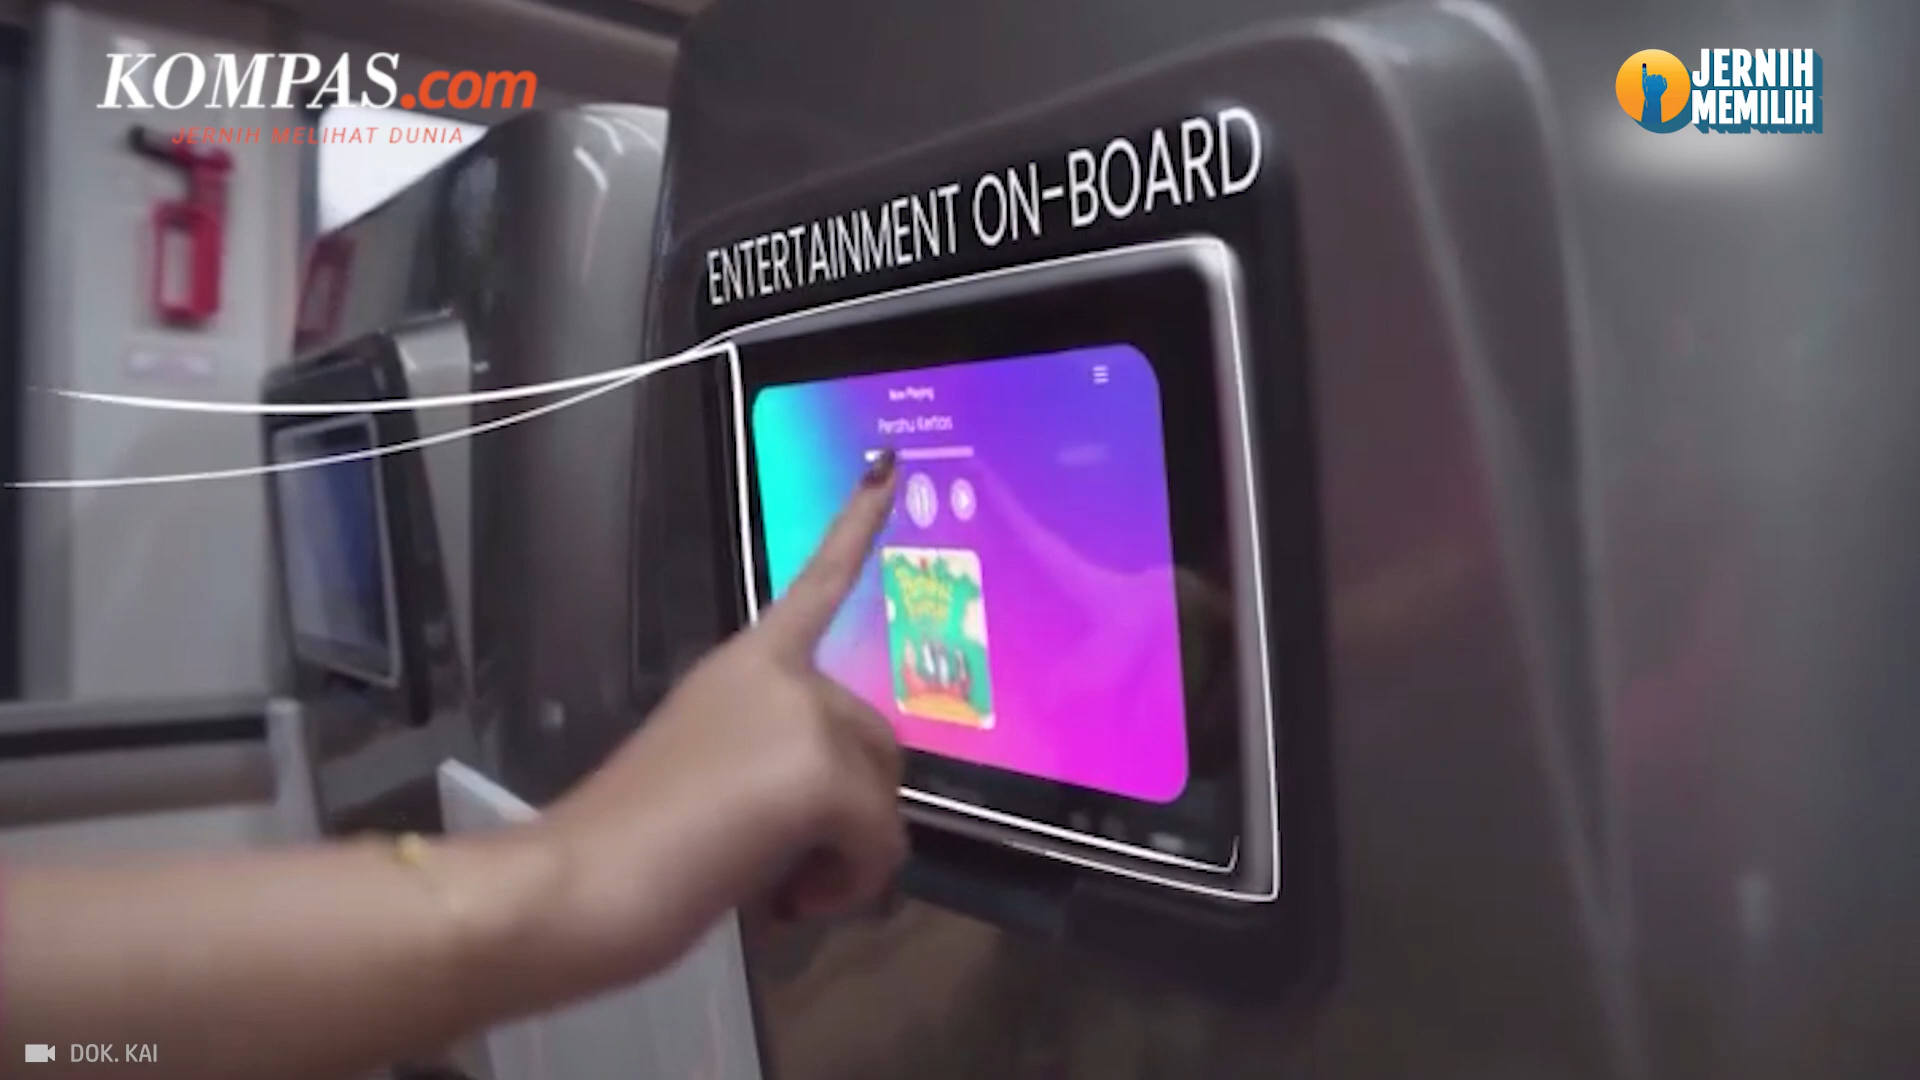 KOMPAS.com
JERNIH MELIHAT DUNIA
JERNIH
MEMILIH
ENTERTAINMENT ON-BOARD
Now Playing
Perahu Kertas
DOK. KAI